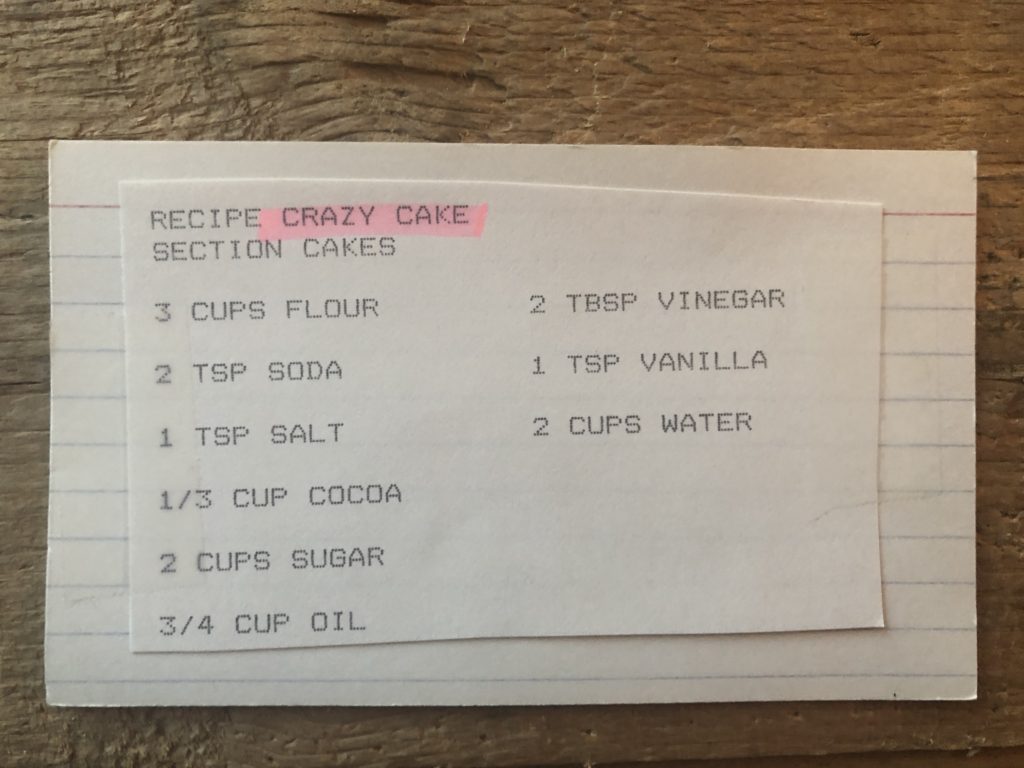 RECIPE CRAZY CAKE
SECTION CAKES
3 CUPS FLOUR
2 TSP SODA
1 TSP SALT
1/3 CUP COCOA
2 CUPS SUGAR
3/4 CUP OIL
2 TBSP VINEGAR
1 TSP VANILLA
2 CUPS WATER